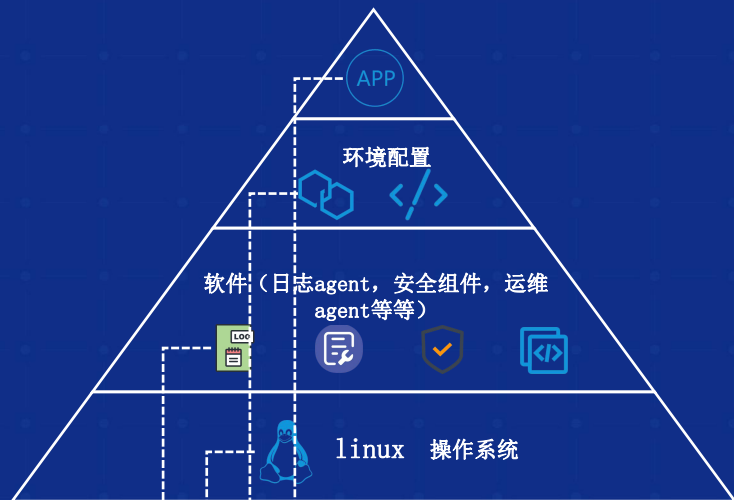 APP
环境配置
软件（日志agent，安全组件，运维
agent等等）
LOG
linux 操作系统